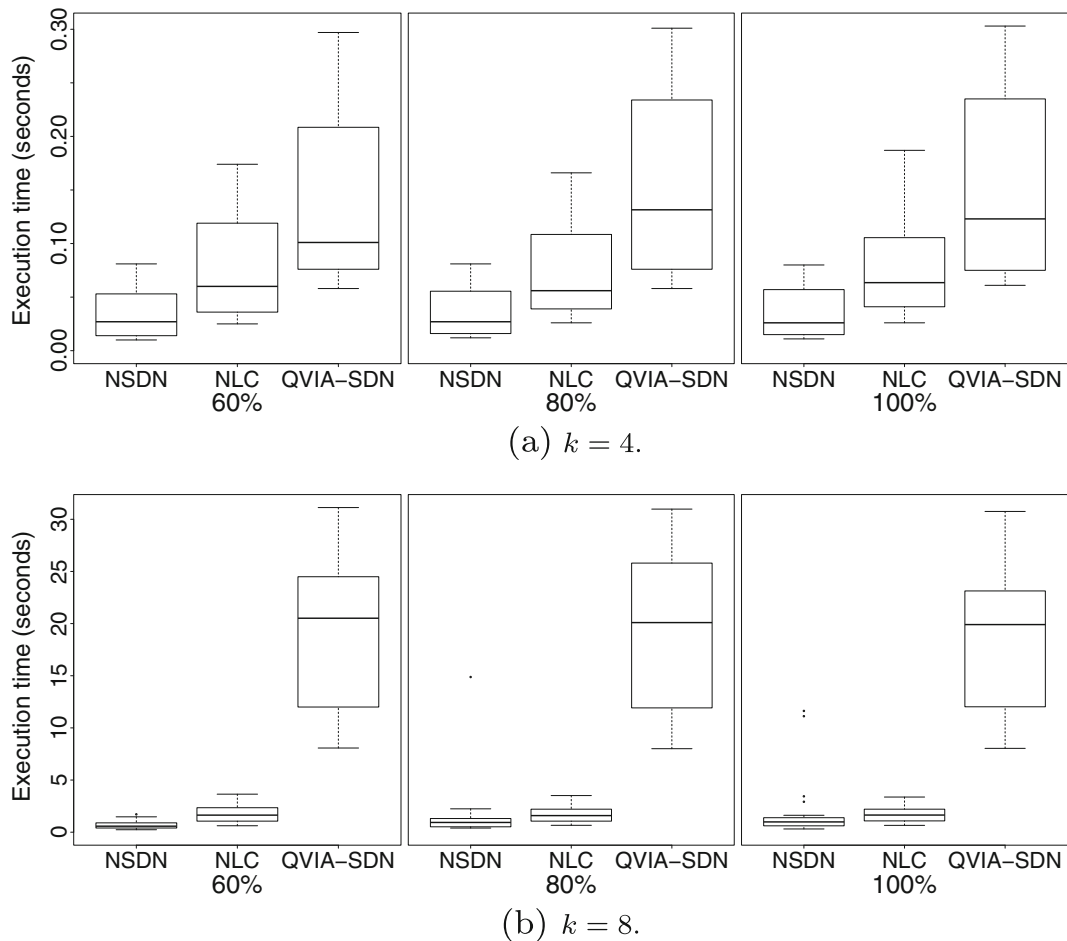 Execution time (seconds)
0.00 0.10 0.20 0.30
NSDN NLC QVIA-SDN
60%
NSDN NLC QVIA-SDN
80%
NSDN NLC QVIA-SDN
100%
(a) k = 4.
Execution time (seconds)
0 5 10 15 20 25 30
NSDN NLC QVIA-SDN
60%
NSDN NLC QVIA-SDN
80%
NSDN NLC QVIA-SDN
100%
(b) k = 8.